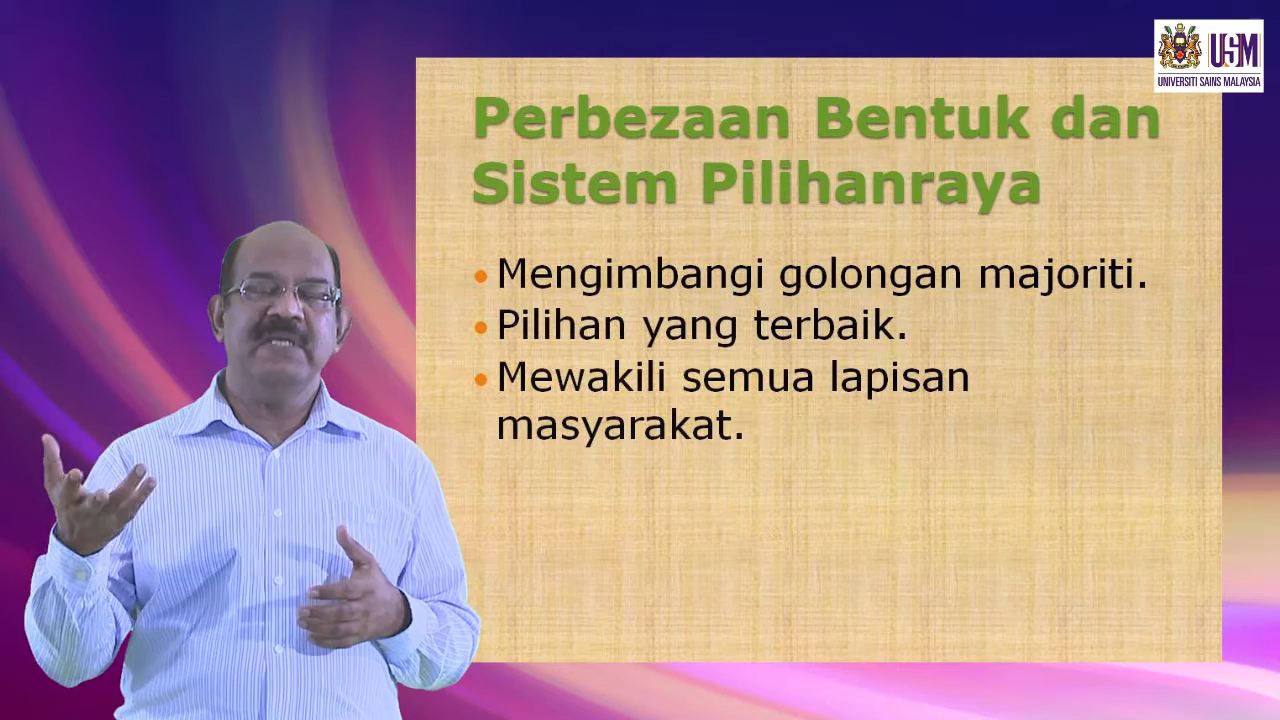 USM
UNIVERSITI SAINS MALAYSIA
Perbezaan Bentuk dan
Sistem Pilihanraya
Mengimbangi golongan majoriti.
Pilihan yang terbaik.
Mewakili semua lapisan
masyarakat.